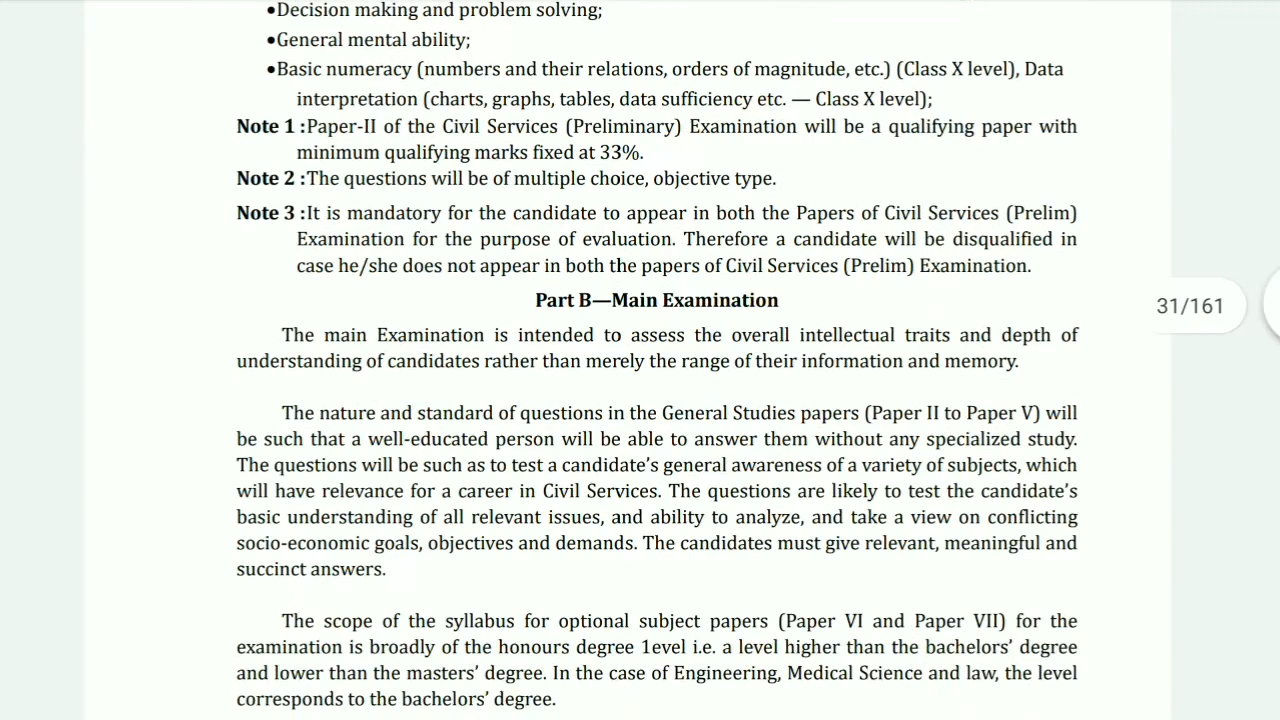 •Decision making and problem solving;
•General mental ability;
•Basic numeracy (numbers and their relations, orders of magnitude, etc.) (Class X level), Data
interpretation (charts, graphs, tables, data sufficiency etc. — Class X level);
Note 1 :Paper-II of the Civil Services (Preliminary) Examination will be a qualifying paper with
minimum qualifying marks fixed at 33%.
Note 2 :The questions will be of multiple choice, objective type.
Note 3 :It is mandatory for the candidate to appear in both the Papers of Civil Services (Prelim)
Examination for the purpose of evaluation. Therefore a candidate will be disqualified in
case he/she does not appear in both the papers of Civil Services (Prelim) Examination.
Part B—Main Examination
31/161
The main Examination is intended to assess the overall intellectual traits and depth of
understanding of candidates rather than merely the range of their information and memory.
The nature and standard of questions in the General Studies papers (Paper II to Paper V) will
be such that a well-educated person will be able to answer them without any specialized study.
The questions will be such as to test a candidate's general awareness of a variety of subjects, which
will have relevance for a career in Civil Services. The questions are likely to test the candidate's
basic understanding of all relevant issues, and ability to analyze, and take a view on conflicting
socio-economic goals, objectives and demands. The candidates must give relevant, meaningful and
succinct answers.
The scope of the syllabus for optional subject papers (Paper VI and Paper VII) for the
examination is broadly of the honours degree 1evel i.e. a level higher than the bachelors' degree
and lower than the masters' degree. In the case of Engineering, Medical Science and law, the level
corresponds to the bachelors' degree.